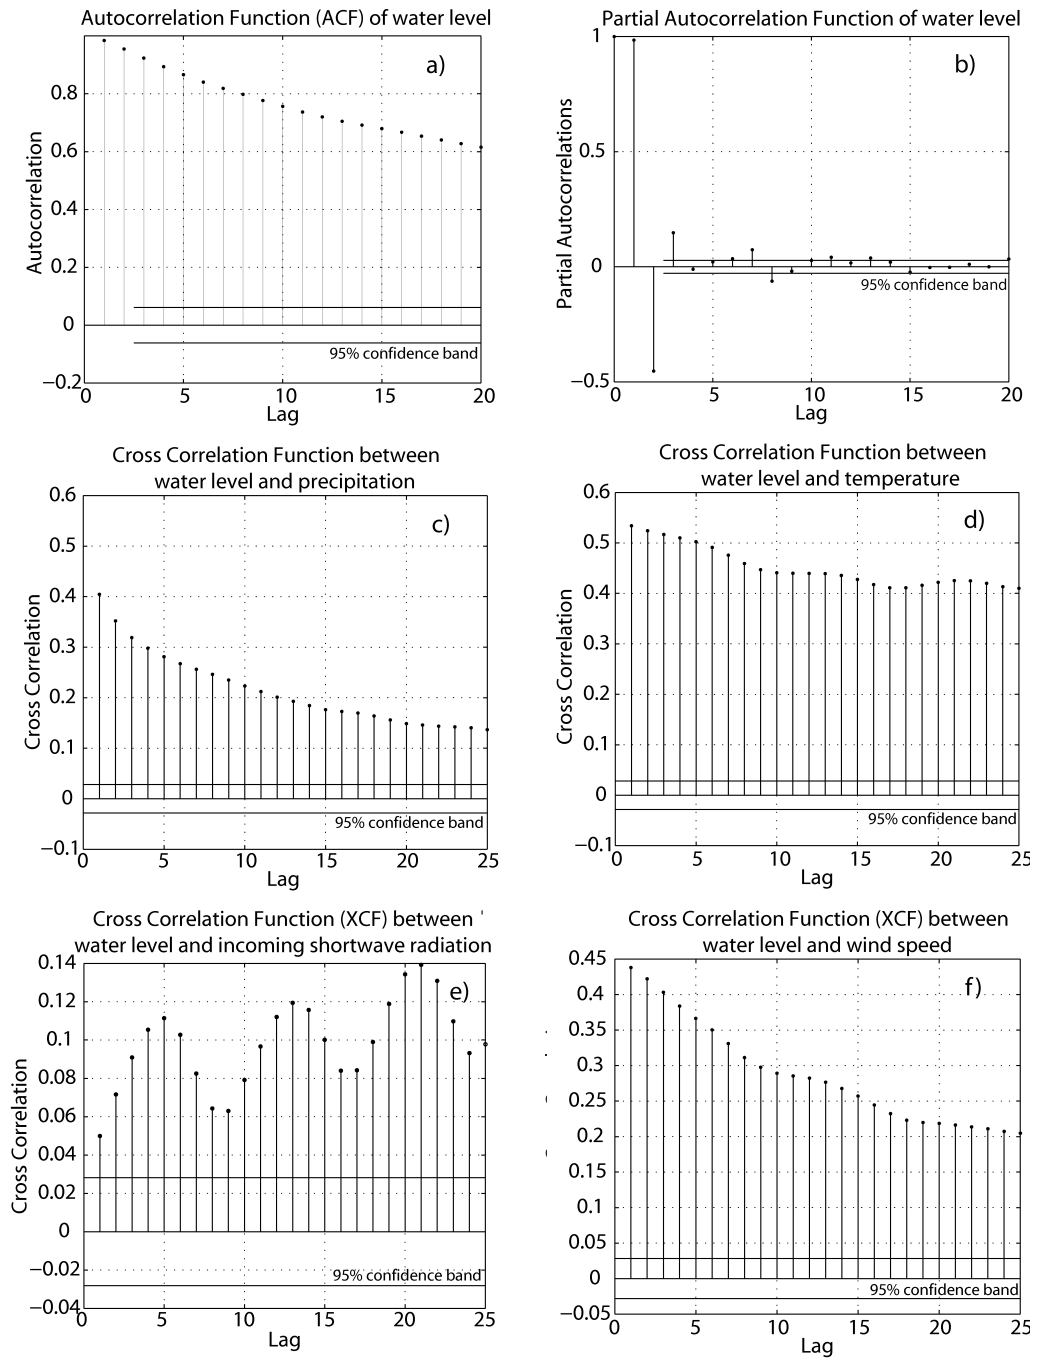 Autocorrelation Function (ACF) of water level
a)
0.8
0.6
0.4
0.2
0
−0.2
Autocorrelation
95% confidence band
0 5 10 15 20
Lag
Partial Autocorrelation Function of water level
b)
1
0.5
0
−0.5
Partial Autocorrelations
95% confidence band
0 5 10 15 20
Lag
Cross Correlation Function between
water level and precipitation
c)
0.6
0.5
0.4
0.3
0.2
0.1
0
−0.1
Cross Correlation
95% confidence band
0 5 10 15 20 25
Lag
Cross Correlation Function between
water level and temperature
d)
0.6
0.5
0.4
0.3
0.2
0.1
0
−0.1
Cross Correlation
95% confidence band
0 5 10 15 20 25
Lag
Cross Correlation Function (XCF) between
water level and incoming shortwave radiation
e)
0.14
0.12
0.1
0.08
0.06
0.04
0.02
0
−0.02
−0.04
Cross Correlation
95% confidence band
0 5 10 15 20 25
Lag
Cross Correlation Function (XCF) between
water level and wind speed
f)
0.45
0.4
0.35
0.3
0.25
0.2
0.15
0.1
0.05
0
−0.05
95% confidence band
0 5 10 15 20 25
Lag